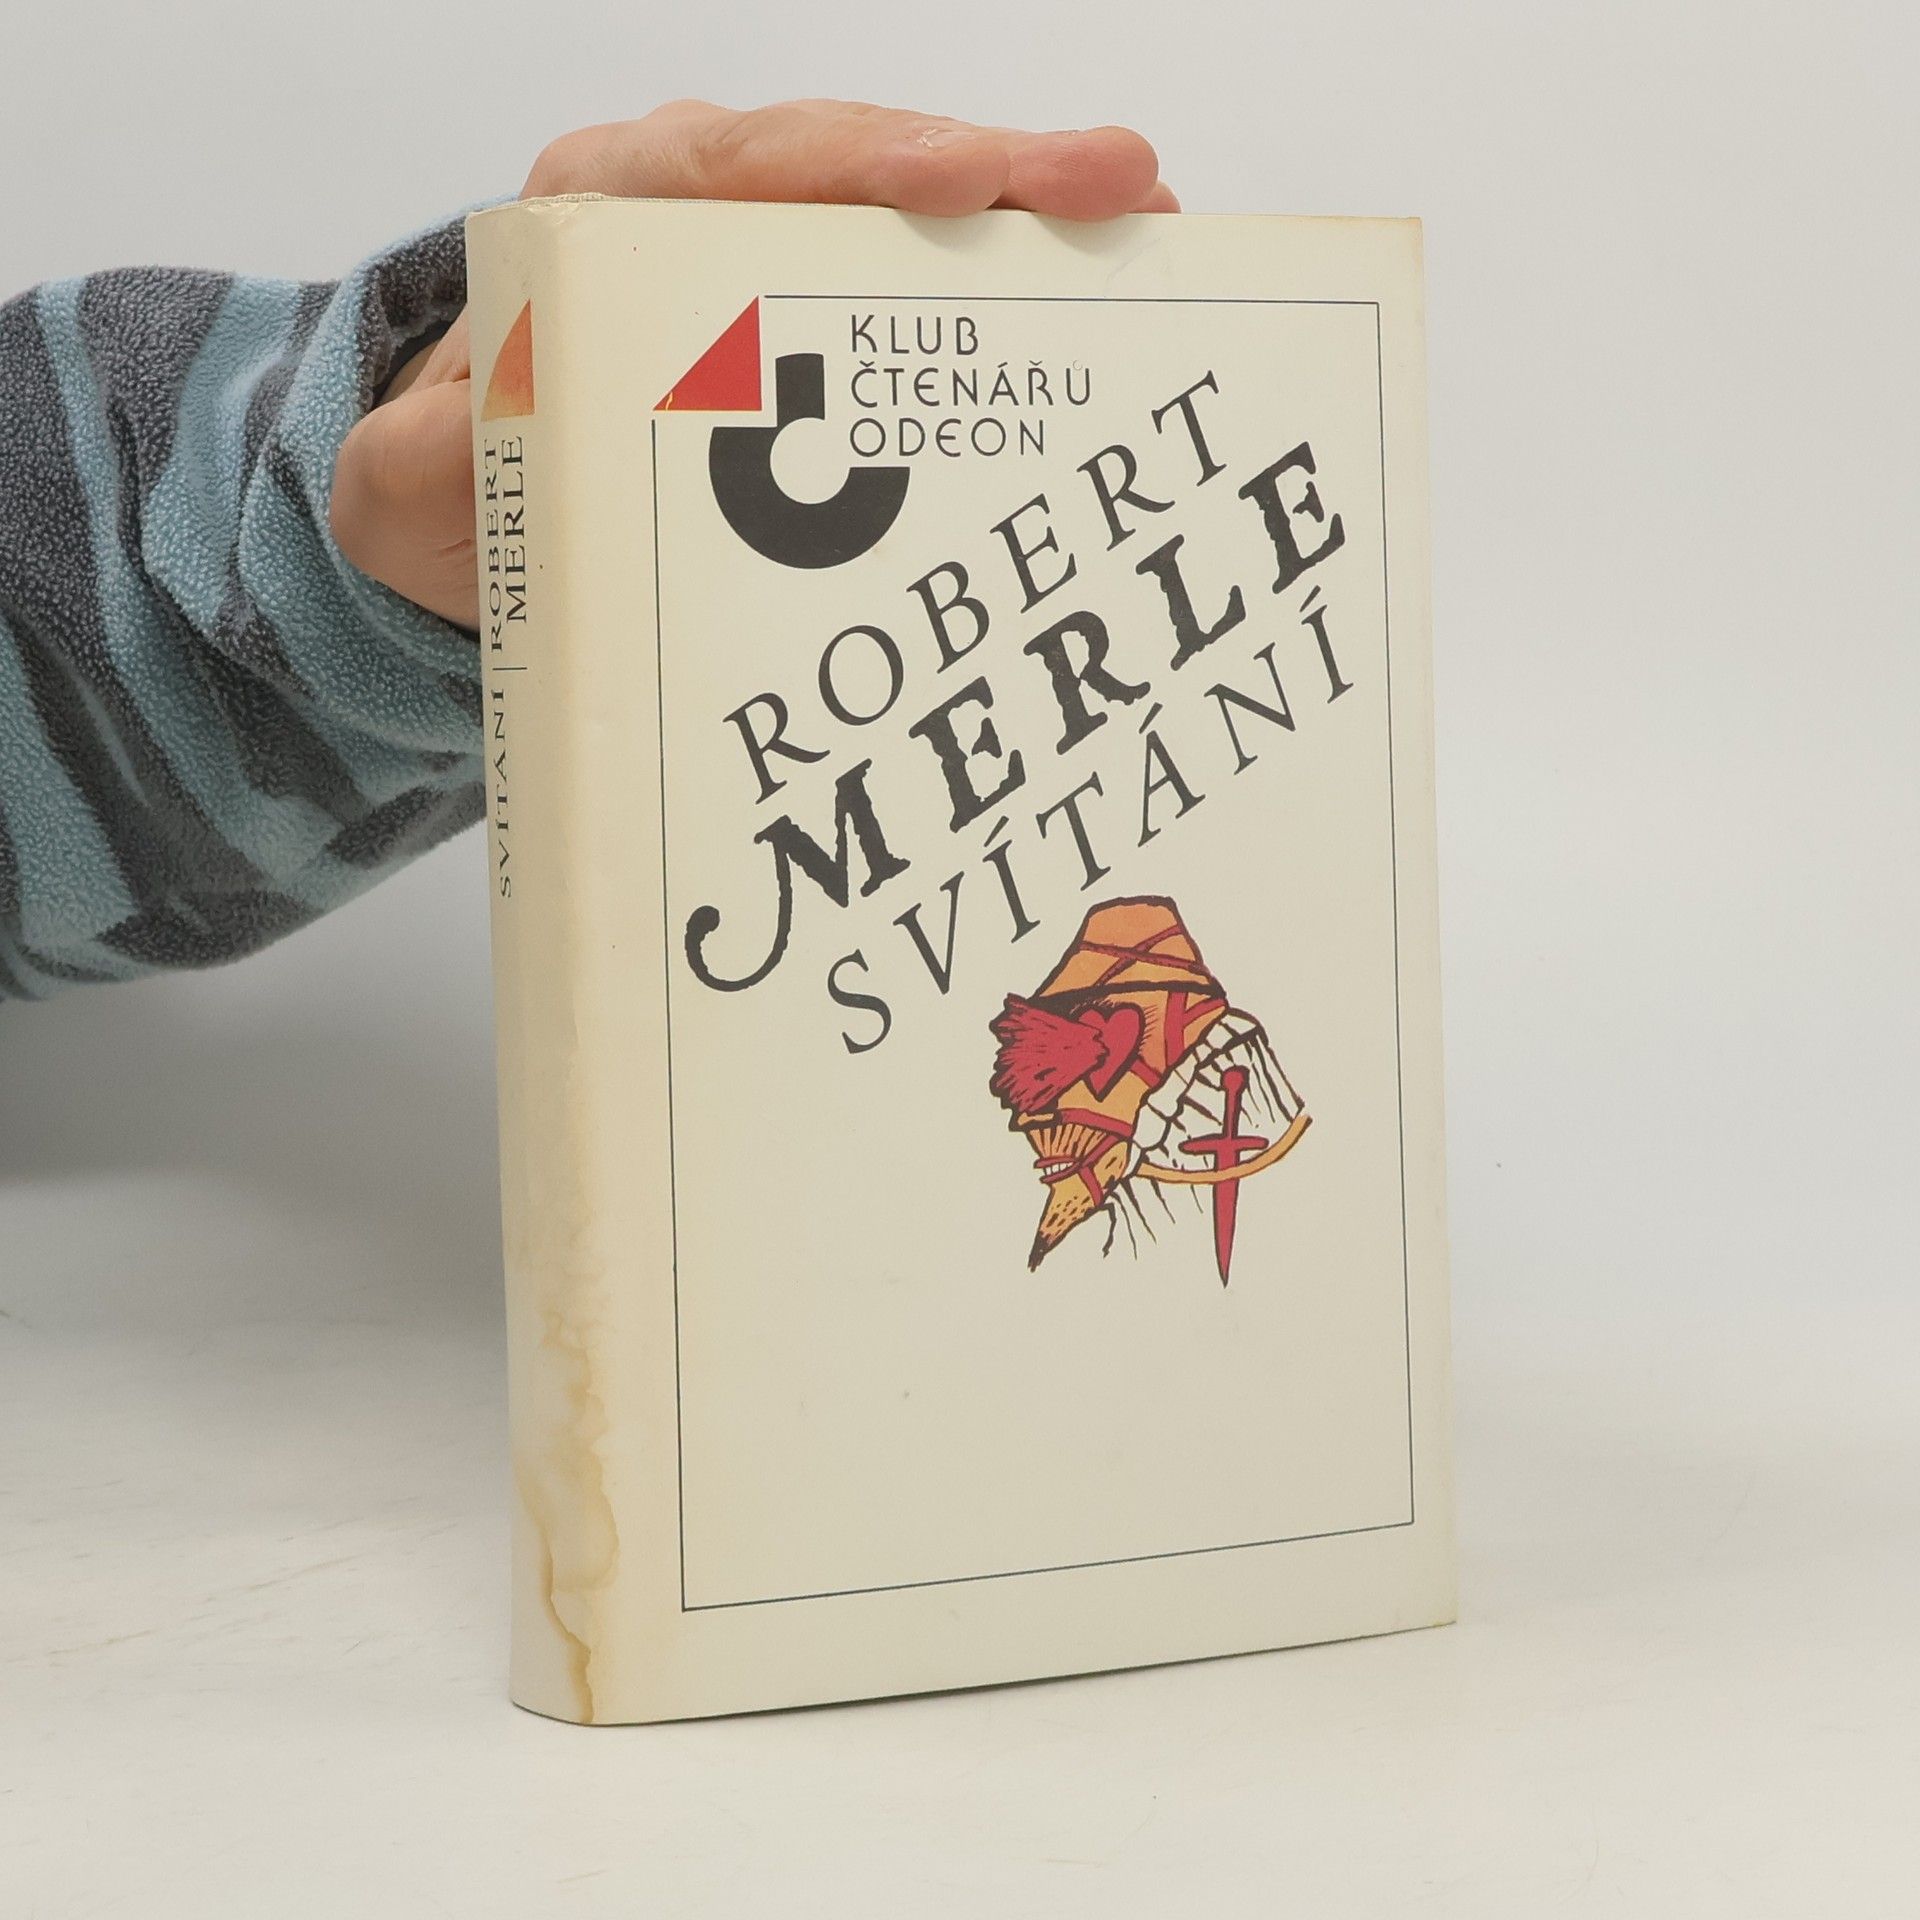 KLUB
ČTENÁŘŮ
ODEON
ROBERT
MERLE
SVÍTÁNÍ
SVÍTÁNÍ | ROBERT
MERLE